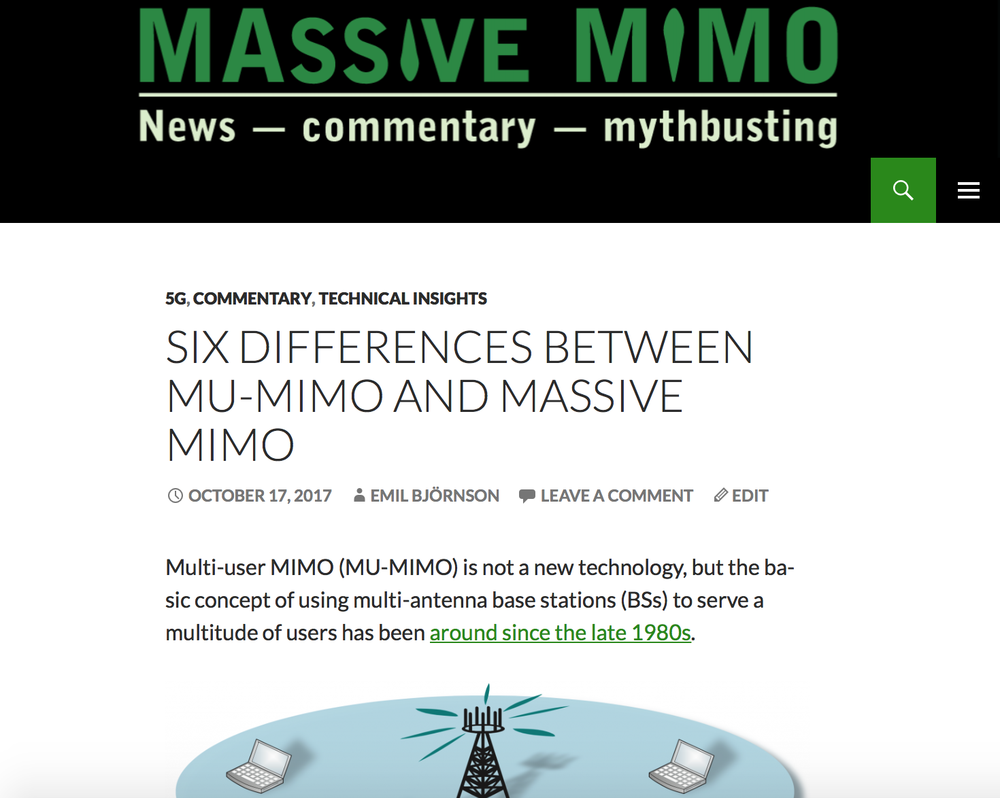 MASSIVE MIMO
News — commentary — mythbusting
5G, COMMENTARY, TECHNICAL INSIGHTS
SIX DIFFERENCES BETWEEN
MU-MIMO AND MASSIVE
MIMO
OCTOBER 17, 2017 EMIL BJÖRNSON LEAVE A COMMENT EDIT
Multi-user MIMO (MU-MIMO) is not a new technology, but the ba-
sic concept of using multi-antenna base stations (BSs) to serve a
multitude of users has been around since the late 1980s.